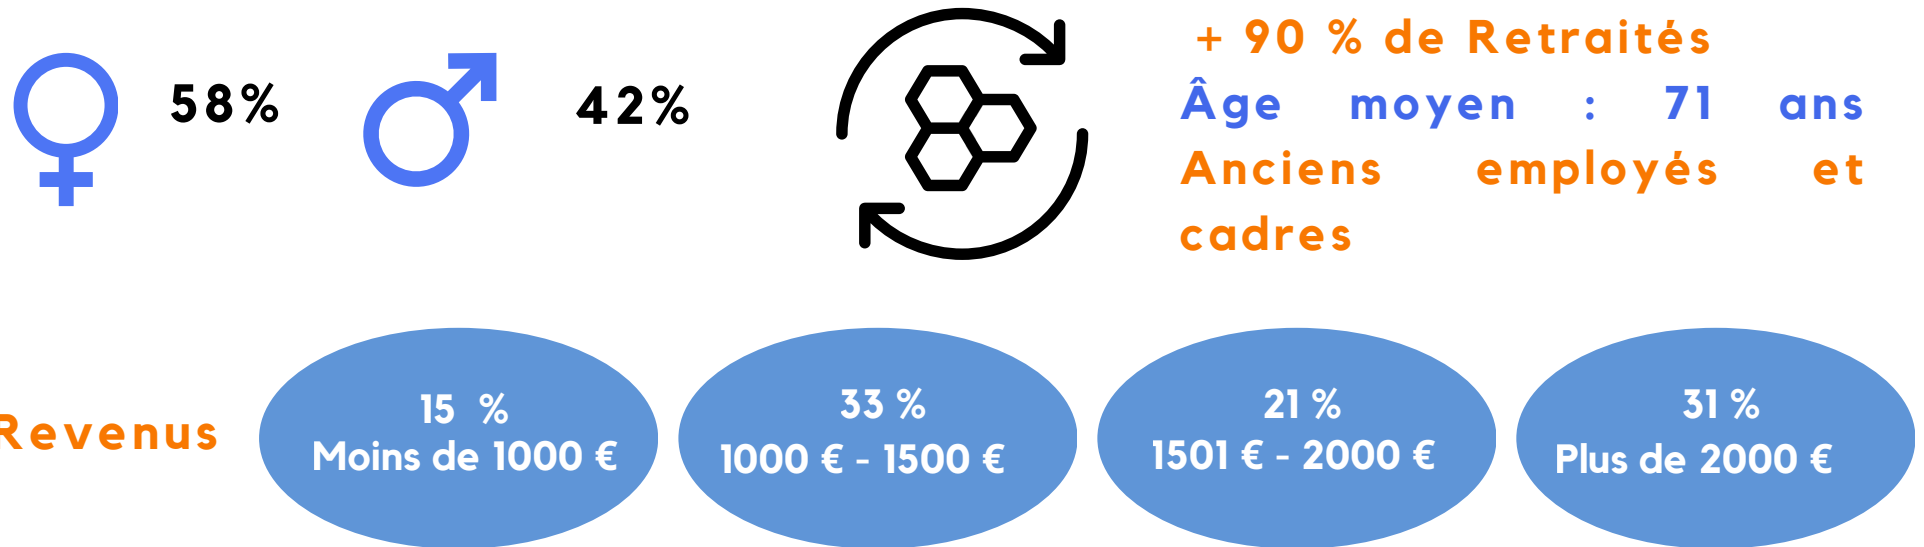 58%
42%
+ 90 % de Retraités
Âge moyen : 71 ans
Anciens employés et
cadres
Revenus
15 %
Moins de 1000 €
33 %
1000 € - 1500 €
21 %
1501 € - 2000 €
31 %
Plus de 2000 €